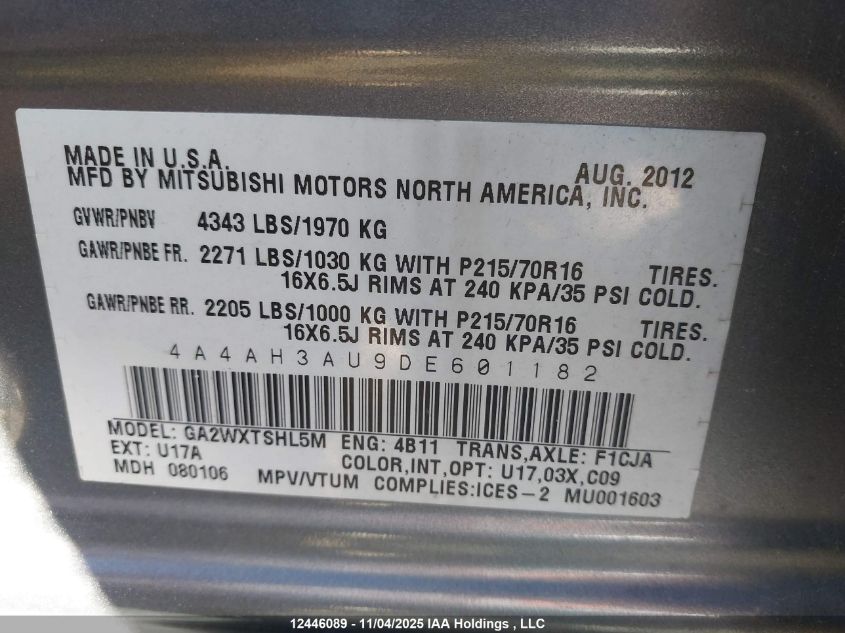 MADE IN U.S.A. AUG. 2012
MFD BY MITSUBISHI MOTORS NORTH AMERICA, INC.
GVWR/PNBV 4343 LBS/1970 KG
GAWR/PNBE FR. 2271 LBS/1030 KG WITH P215/70R16 TIRES.
16X6.5J RIMS AT 240 KPA/35 PSI COLD.
GAWR/PNBE RR. 2205 LBS/1000 KG WITH P215/70R16 TIRES.
16X6.5J RIMS AT 240 KPA/35 PSI COLD.
4A4AH3AU9DE601182
MODEL: GA2WXTSHL5M ENG: 4B11 TRANS,AXLE: F1CJA
EXT: U17A COLOR,INT,OPT: U17,03X,C09
MDH 080106 MPV/VTUM COMPLIES:ICES-2 MU001603
12446089 - 11/04/2025 IAA Holdings , LLC